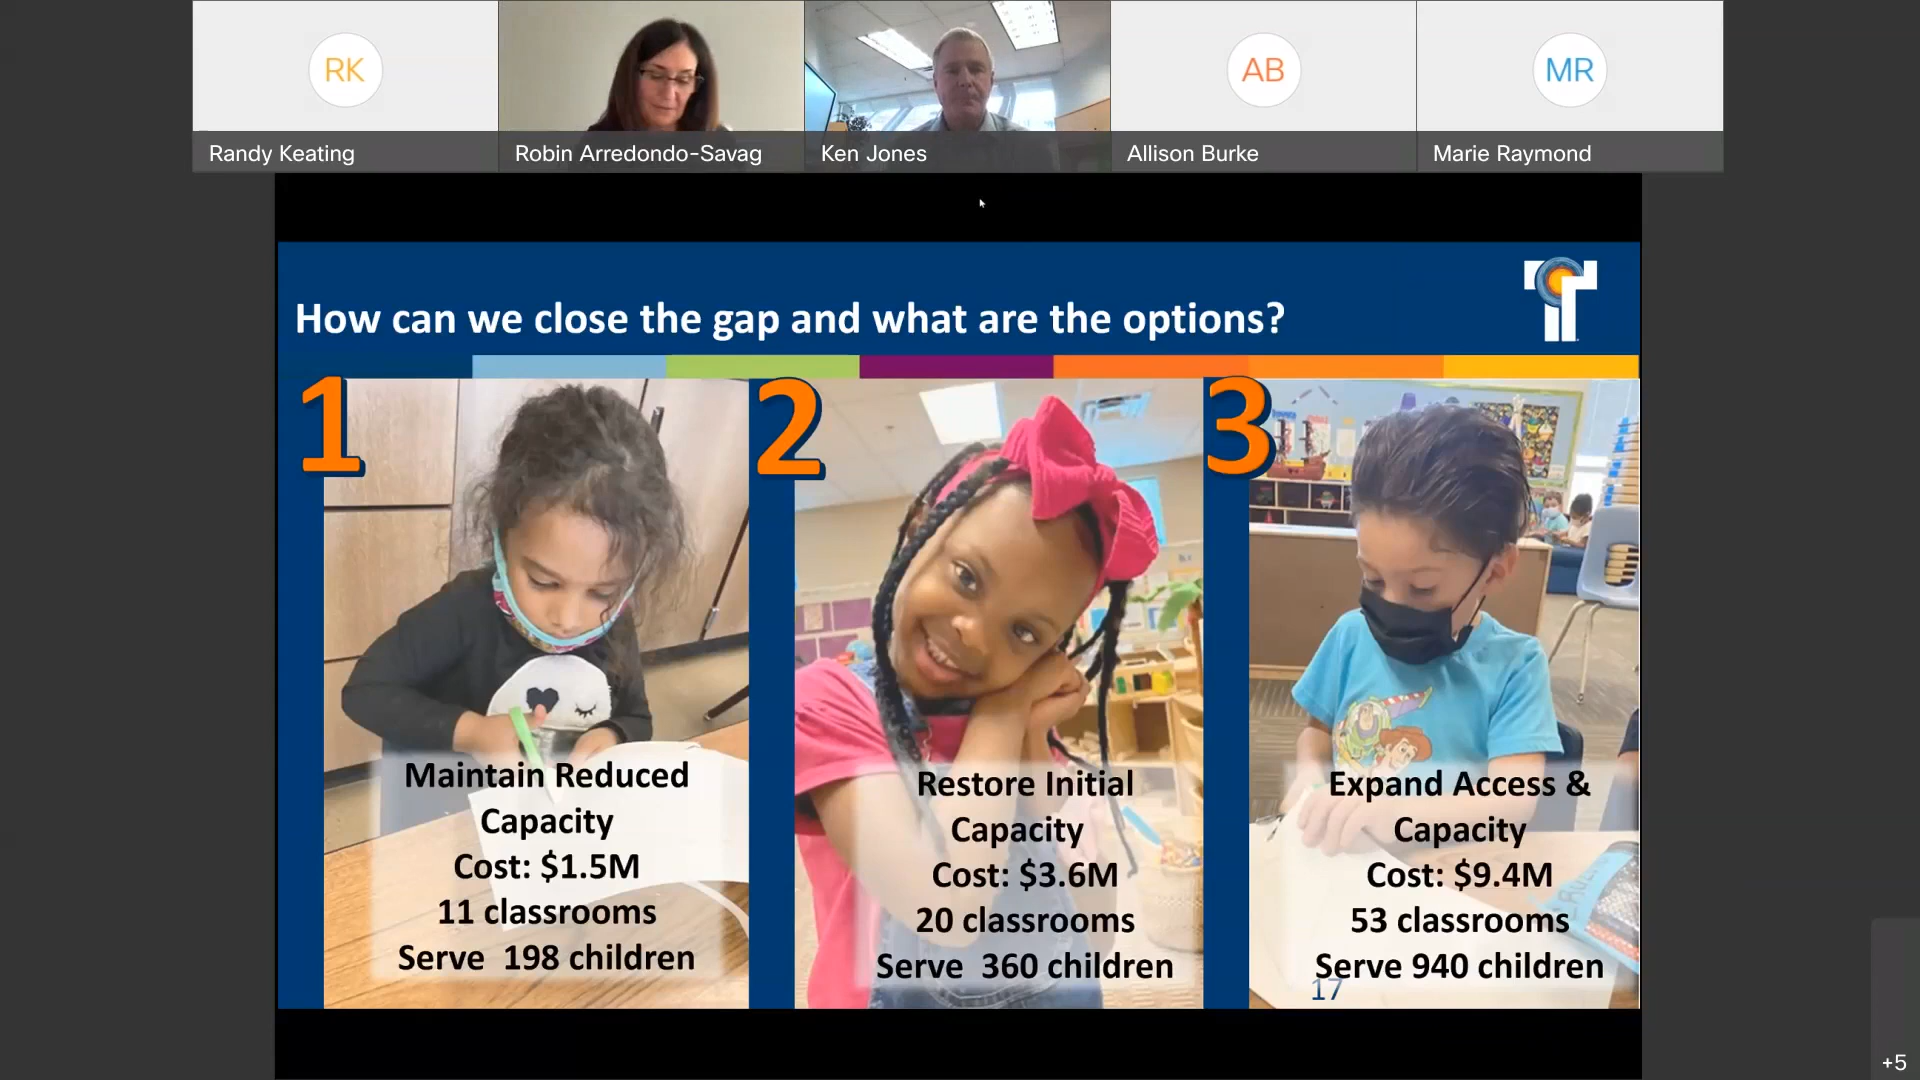 RK
AB
MR
Randy Keating
Robin Arredondo-Savag
Ken Jones
Allison Burke
Marie Raymond
How can we close the gap and what are the options?
1
Maintain Reduced
Capacity
Cost: $1.5M
11 classrooms
Serve 198 children
2
Restore Initial
Capacity
Cost: $3.6M
20 classrooms
Serve 360 children
3
Expand Access &
Capacity
Cost: $9.4M
53 classrooms
Serve 940 children
17
+5